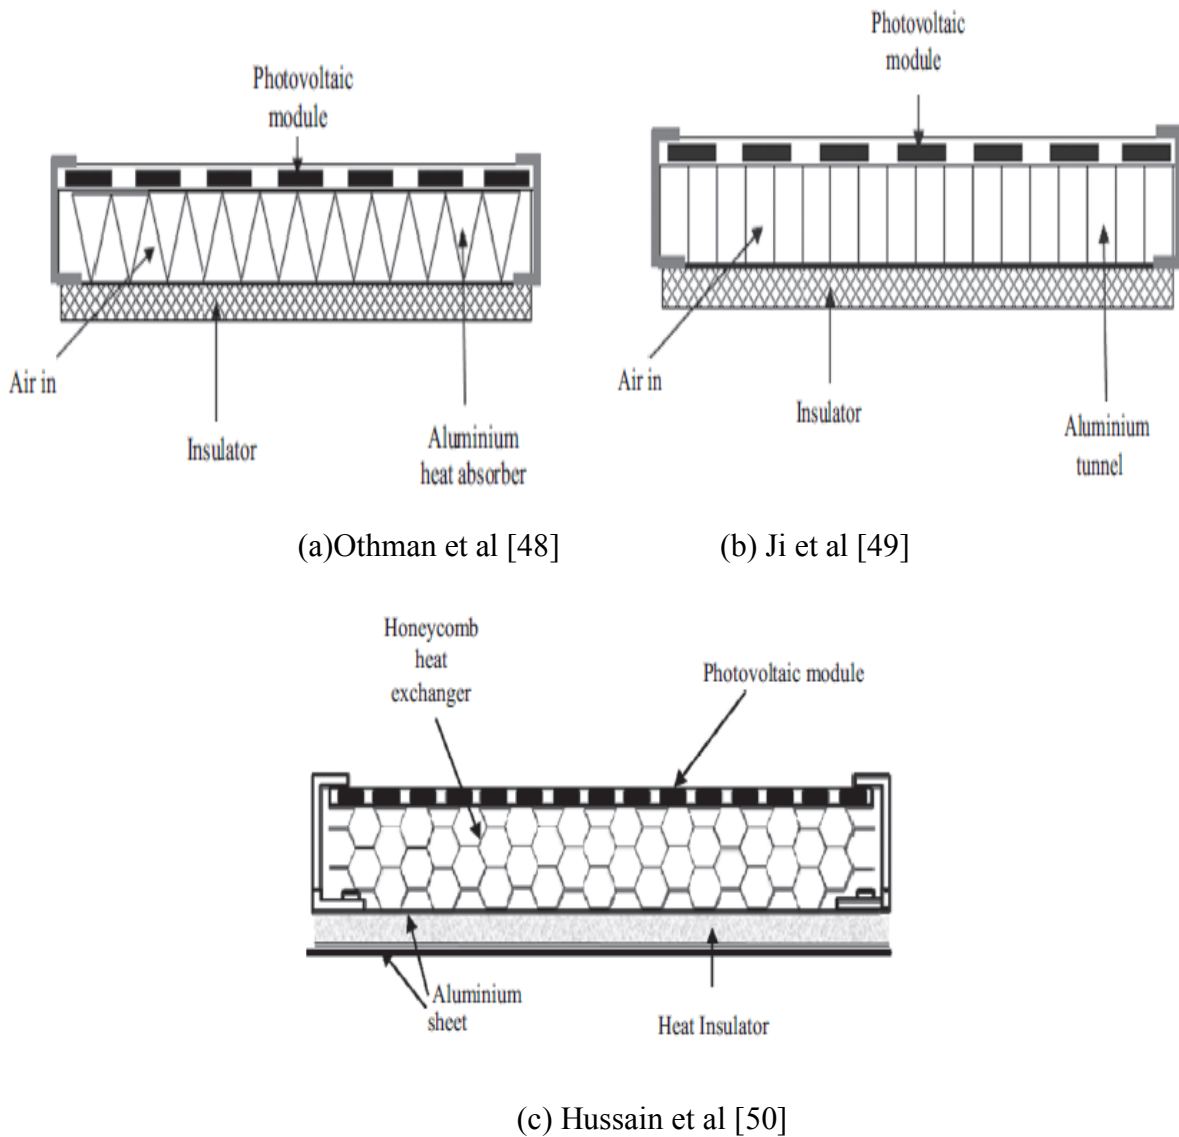 Photovoltaic
module
Air in
Insulator
Aluminium
heat absorber
Photovoltaic
module
Air in
Insulator
Aluminium
tunnel
(a)Othman et al [48]
(b) Ji et al [49]
Honeycomb
heat
exchanger
Photovoltaic module
Aluminium
sheet
Heat Insulator
(c) Hussain et al [50]